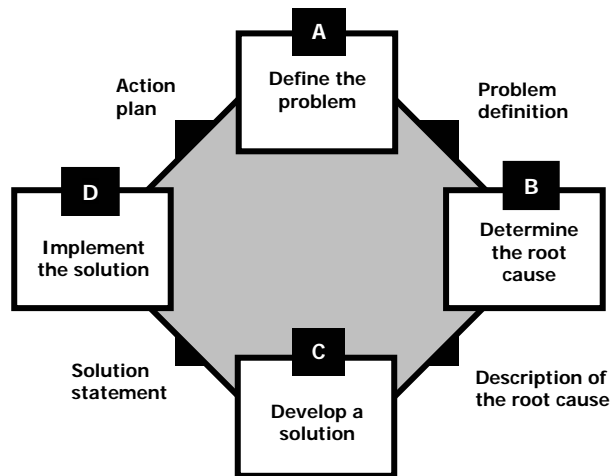 A
Define the
problem
Action
plan
Problem
definition
B
Determine
the root
cause
D
Implement
the solution
C
Develop a
solution
Solution
statement
Description of
the root cause